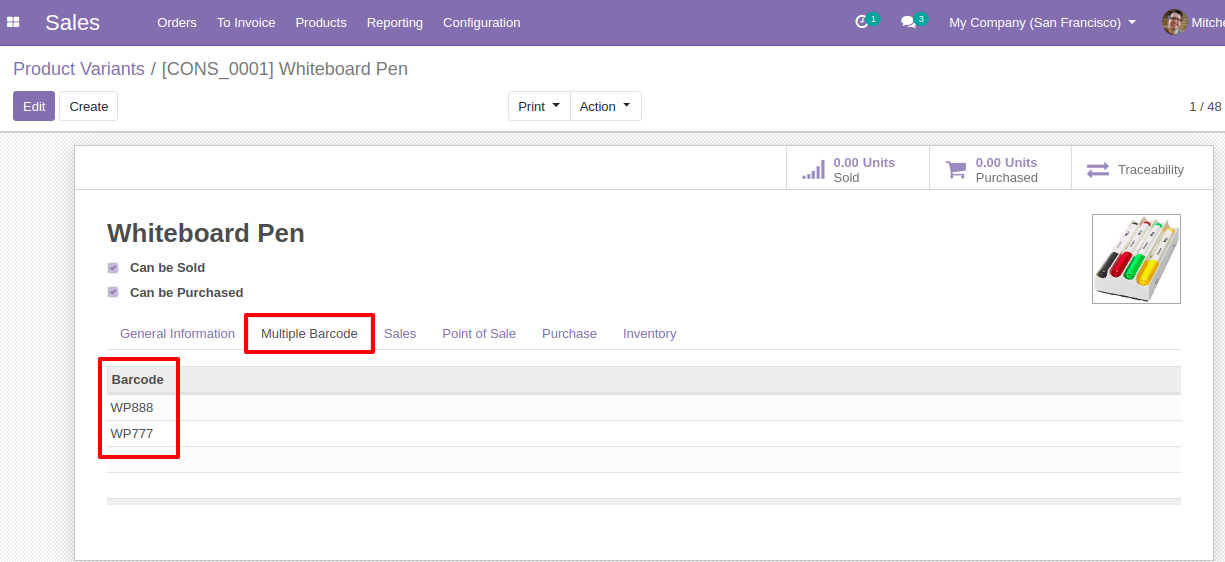 Sales Orders To Invoice Products Reporting Configuration 1 3 My Company (San Francisco) Mitche
Product Variants / [CONS_0001] Whiteboard Pen
Edit Create Print Action 1 / 48
0.00 Units 0.00 Units
Sold Purchased Traceability
Whiteboard Pen
Can be Sold
Can be Purchased
General Information Multiple Barcode Sales Point of Sale Purchase Inventory
Barcode
WP888
WP777